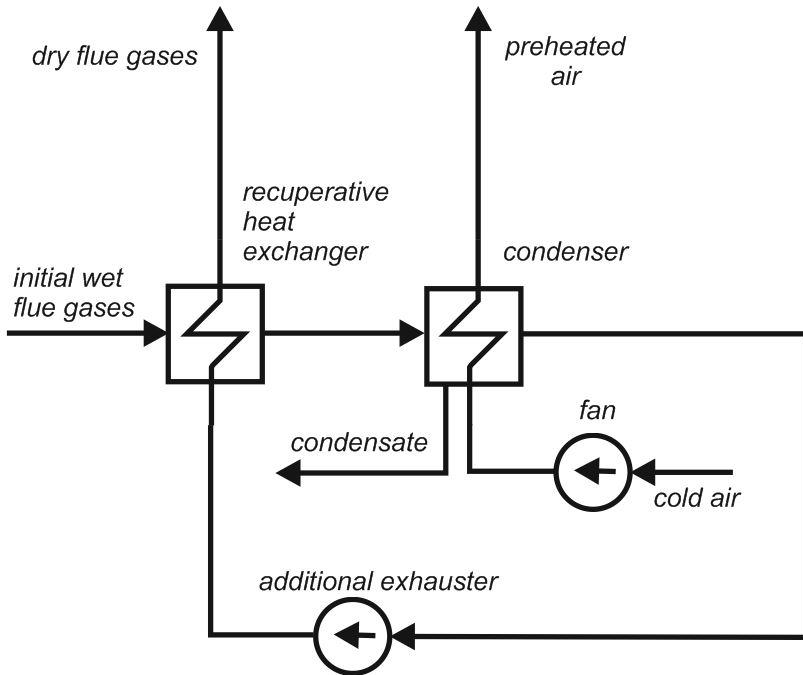 dry flue gases
preheated
air
recuperative
heat
exchanger
condenser
initial wet
flue gases
fan
condensate
cold air
additional exhauster